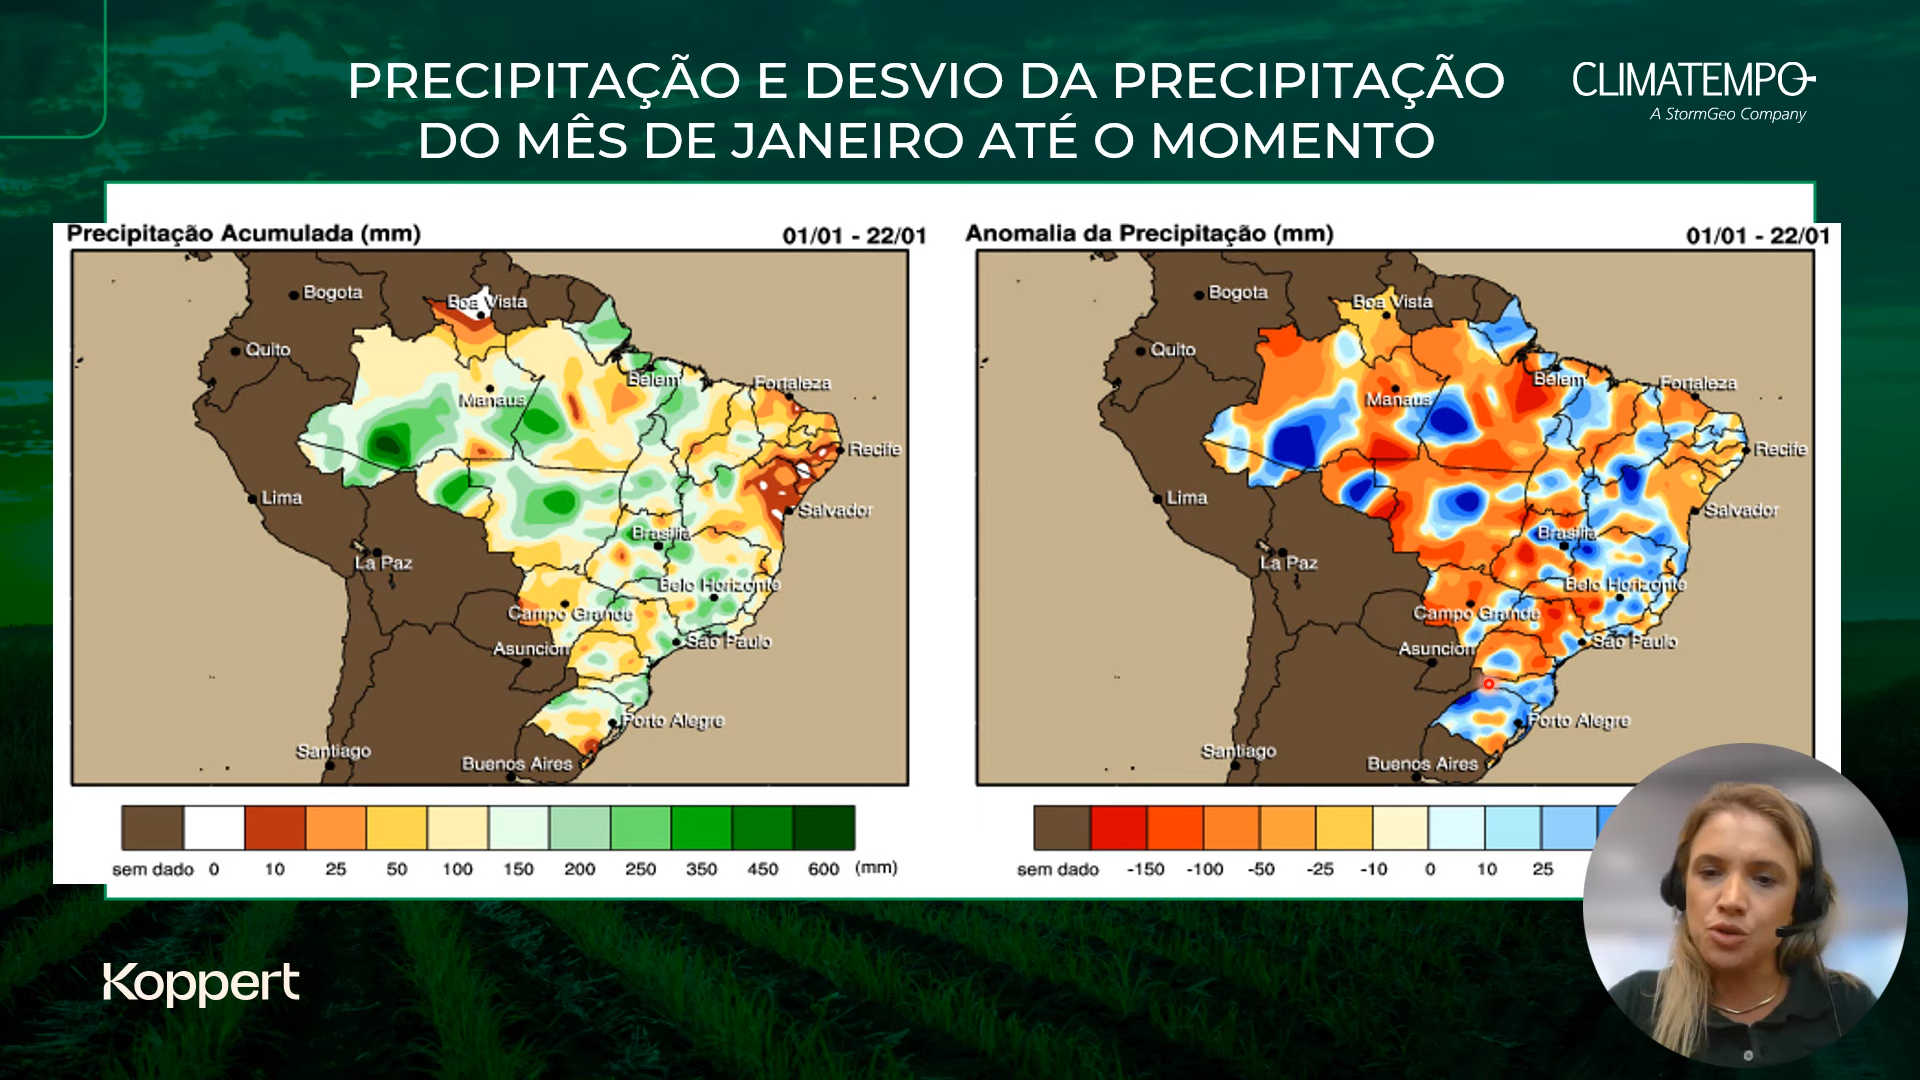 PRECIPITAÇÃO E DESVIO DA PRECIPITAÇÃO
DO MÊS DE JANEIRO ATÉ O MOMENTO
CLIMATEMPO
A StormGeo Company
Precipitação Acumulada (mm)
01/01 - 22/01
Bogota
Boa Vista
Quito
Belem
Fortaleza
Manaus
Recife
Lima
Salvador
Brasilia
La Paz
Belo Horizonte
Campo Grande
São Paulo
Asuncion
Porto Alegre
Santiago
Buenos Aires
sem dado 0 10 25 50 100 150 200 250 350 450 600 (mm)
Anomalia da Precipitação (mm)
01/01 - 22/01
Bogota
Boa Vista
Quito
Belem
Fortaleza
Manaus
Recife
Lima
Salvador
Brasilia
La Paz
Belo Horizonte
Campo Grande
São Paulo
Asuncion
Porto Alegre
Santiago
Buenos Aires
sem dado -150 -100 -50 -25 -10 0 10 25
Koppert